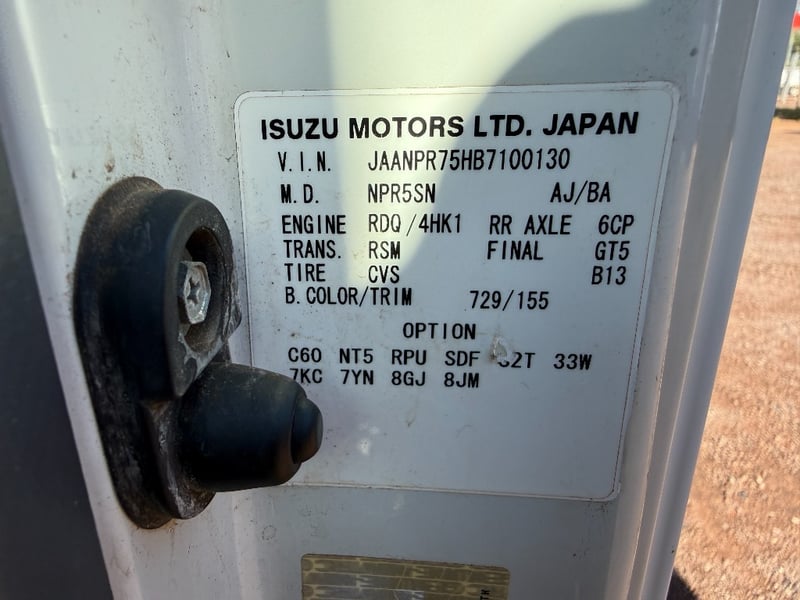 ISUZU MOTORS LTD. JAPAN
V.I.N. JAANPR75HB7100130
M.D. NPR5SN AJ/BA
ENGINE RDQ/4HK1 RR AXLE 6CP
TRANS. RSM FINAL GT5
TIRE CVS B13
B.COLOR/TRIM 729/155
OPTION
C60 NT5 RPU SDF 33W
7KC 7YN 8GJ 8JM